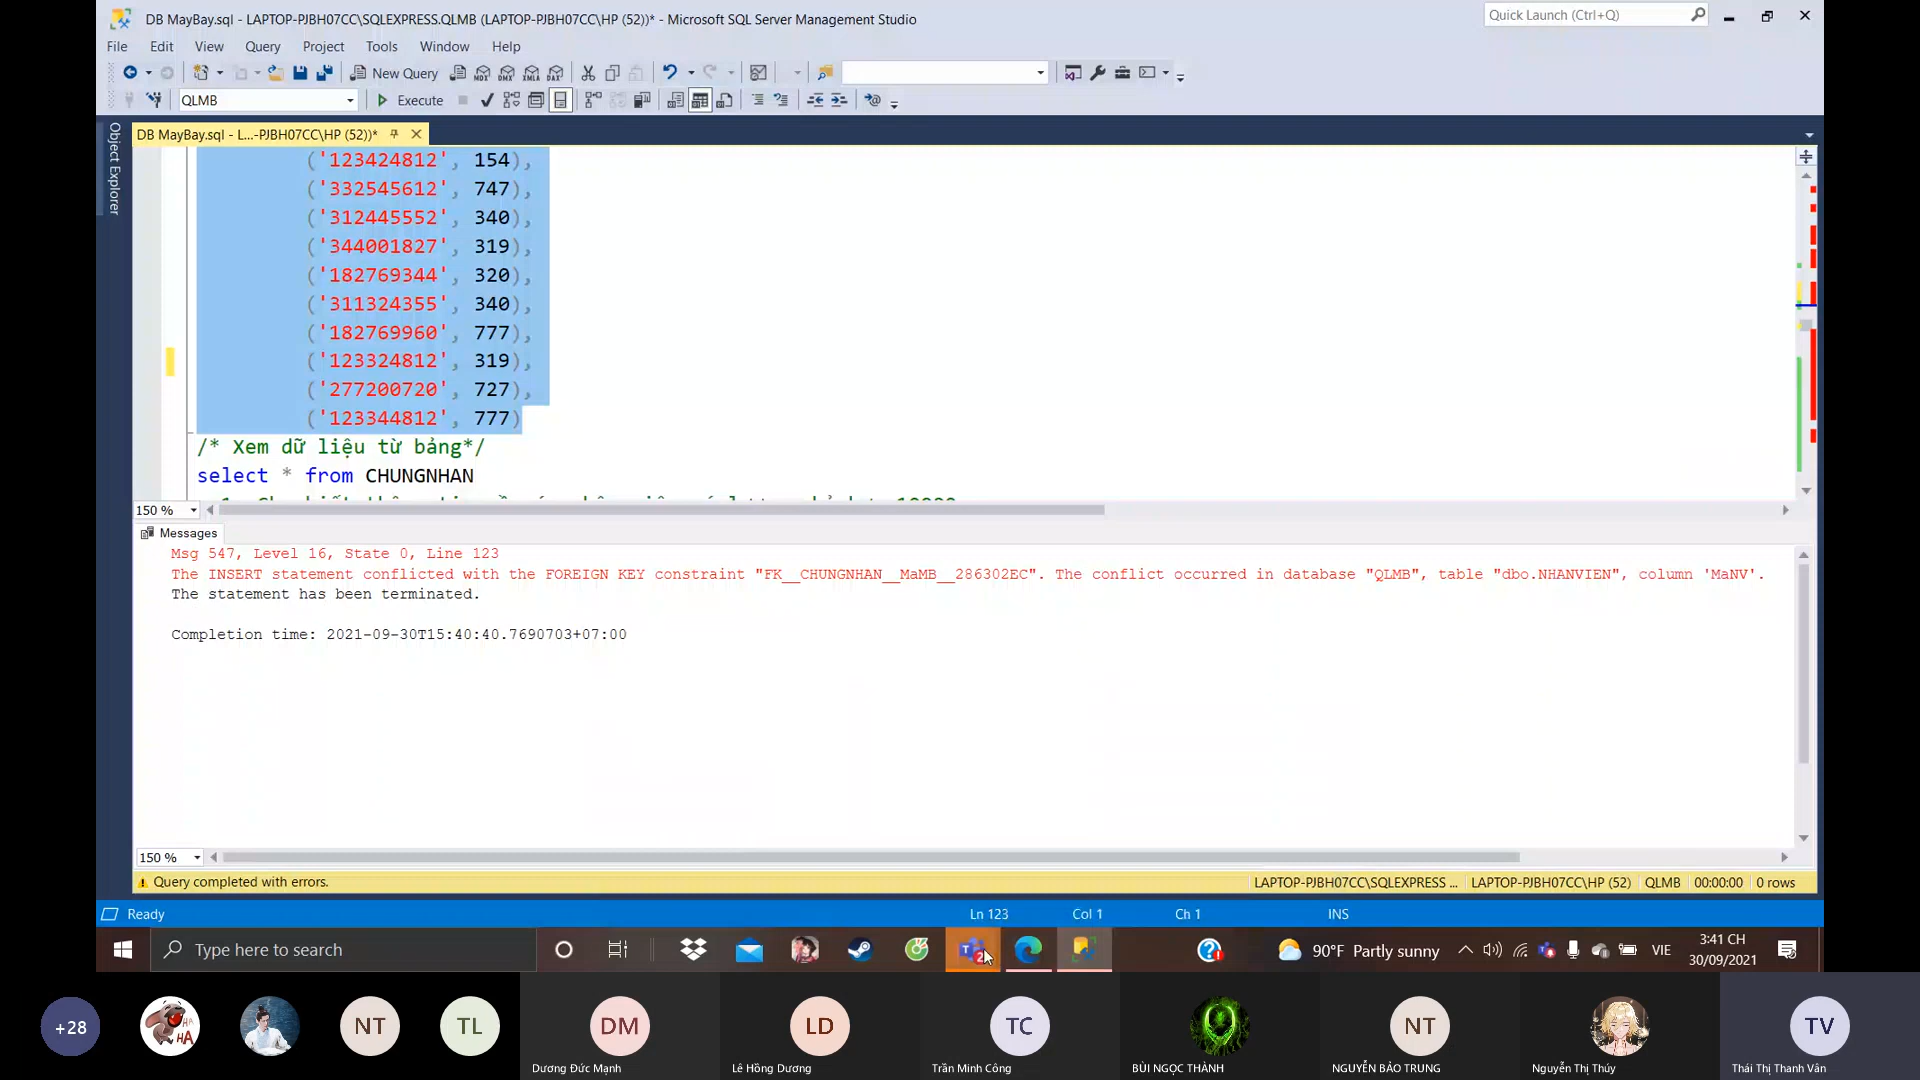 DB MayBay.sql - LAPTOP-PJBH07CC\SQLEXPRESS.QLMB (LAPTOP-PJBH07CC\HP (52))* - Microsoft SQL Server Management Studio
Quick Launch (Ctrl+Q)
File Edit View Query Project Tools Window Help
New Query
MDX DMX XMLA DAX
QLMB
Execute
DB MayBay.sql - L...-PJBH07CC\HP (52))*
Object Explorer
('123424812', 154),
('332545612', 747),
('312445552', 340),
('344001827', 319),
('182769344', 320),
('311324355', 340),
('182769960', 777),
('123324812', 319),
('277200720', 727),
('123344812', 777)
/* Xem dữ liệu từ bảng*/
select * from CHUNGNHAN
150 %
Messages
Msg 547, Level 16, State 0, Line 123
The INSERT statement conflicted with the FOREIGN KEY constraint "FK__CHUNGNHAN__MaMB__286302EC". The conflict occurred in database "QLMB", table "dbo.NHANVIEN", column 'MaNV'.
The statement has been terminated.
Completion time: 2021-09-30T15:40:40.7690703+07:00
150 %
Query completed with errors.
LAPTOP-PJBH07CC\SQLEXPRESS ... LAPTOP-PJBH07CC\HP (52) QLMB 00:00:00 0 rows
Ready
Ln 123 Col 1 Ch 1 INS
Type here to search
90°F Partly sunny
VIE
3:41 CH
30/09/2021
+28
HA HA
NT
TL
DM
LD
TC
NT
TV
Dương Đức Mạnh
Lê Hồng Dương
Trần Minh Công
BÙI NGỌC THÀNH
NGUYỄN BẢO TRUNG
Nguyễn Thị Thúy
Thái Thị Thanh Vân